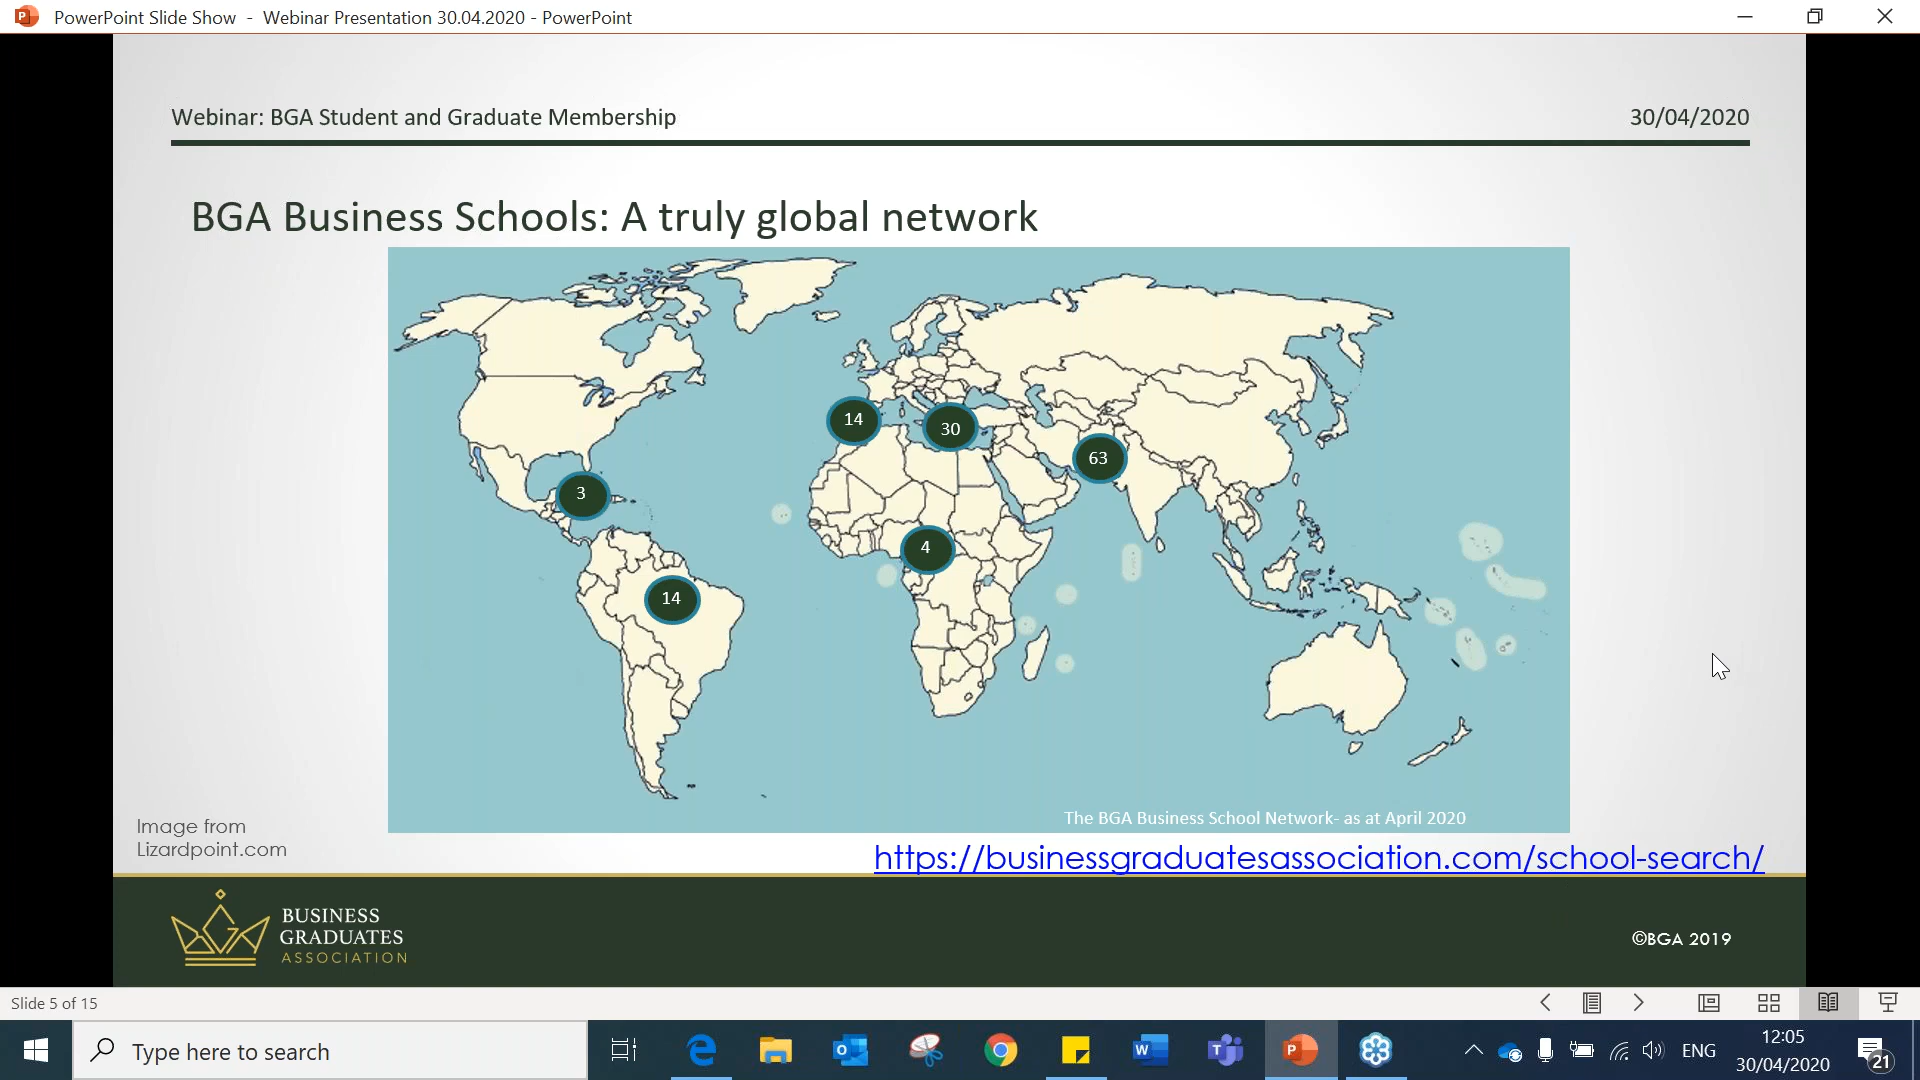 PowerPoint Slide Show - Webinar Presentation 30.04.2020 - PowerPoint
Webinar: BGA Student and Graduate Membership
30/04/2020
BGA Business Schools: A truly global network
14
30
63
3
4
14
The BGA Business School Network- as at April 2020
Image from
Lizardpoint.com
https://businessgraduatesassociation.com/school-search/
BUSINESS
GRADUATES
ASSOCIATION
©BGA 2019
Slide 5 of 15
Type here to search
ENG
12:05
30/04/2020
21